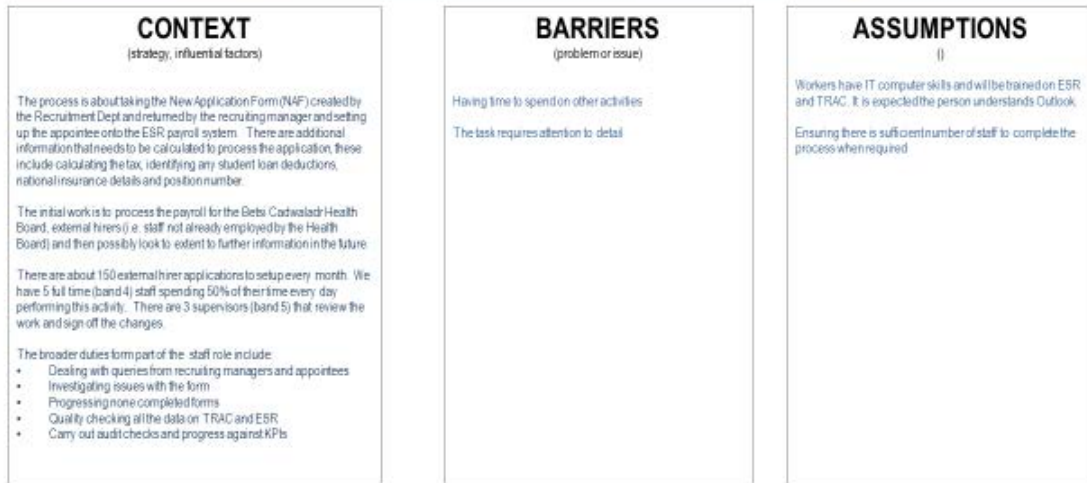 CONTEXT
(strategy, influential factors)
The process is about taking the New Application Form (NAF) created by
the Recruitment Dept and returned by the recruiting manager and setting
up the appointee onto the ESR payroll system. There are additional
information that needs to be calculated to process the application, these
include calculating the tax, identifying any student loan deductions,
national insurance details and position number.
The initial work is to process the payroll for the Betsi Cadwaladr Health
Board, external hirers (i.e. staff not already employed by the Health
Board) and then possibly look to extent to further information in the future
There are about 150 external hirer applications to setup every month. We
have 5 full time (band 4) staff spending 50% of their time every day
performing this activity. There are 3 supervisors (band 5) that review the
work and sign off the changes.
The broader duties form part of the staff role include:
• Dealing with queries from recruiting managers and appointees
• Investigating issues with the form
• Progressing none completed forms
• Quality checking all the data on TRAC and ESR
• Carry out audit checks and progress against KPIs
BARRIERS
(problem or issue)
Having time to spend on other activities
The task requires attention to detail
ASSUMPTIONS
()
Workers have IT computer skills and will be trained on ESR
and TRAC. It is expected the person understands Outlook.
Ensuring there is sufficient number of staff to complete the
process when required